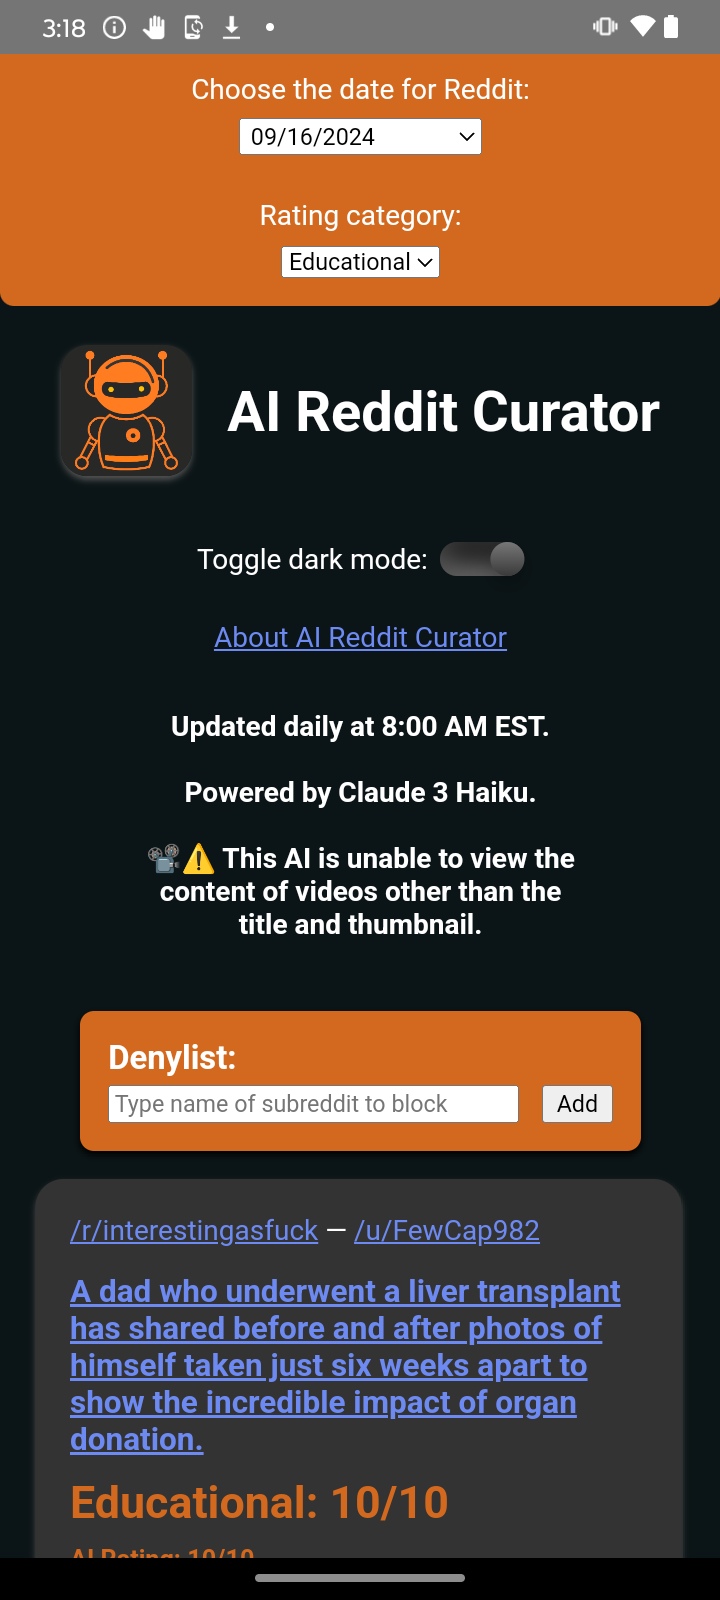 3:18
Choose the date for Reddit:
09/16/2024
Rating category:
Educational
AI Reddit Curator
Toggle dark mode:
About AI Reddit Curator
Updated daily at 8:00 AM EST.
Powered by Claude 3 Haiku.
📽️⚠️ This AI is unable to view the
content of videos other than the
title and thumbnail.
Denylist:
Type name of subreddit to block
Add
/r/interestingasfuck — /u/FewCap982
A dad who underwent a liver transplant
has shared before and after photos of
himself taken just six weeks apart to
show the incredible impact of organ
donation.
Educational: 10/10
AI Rating: 10/10